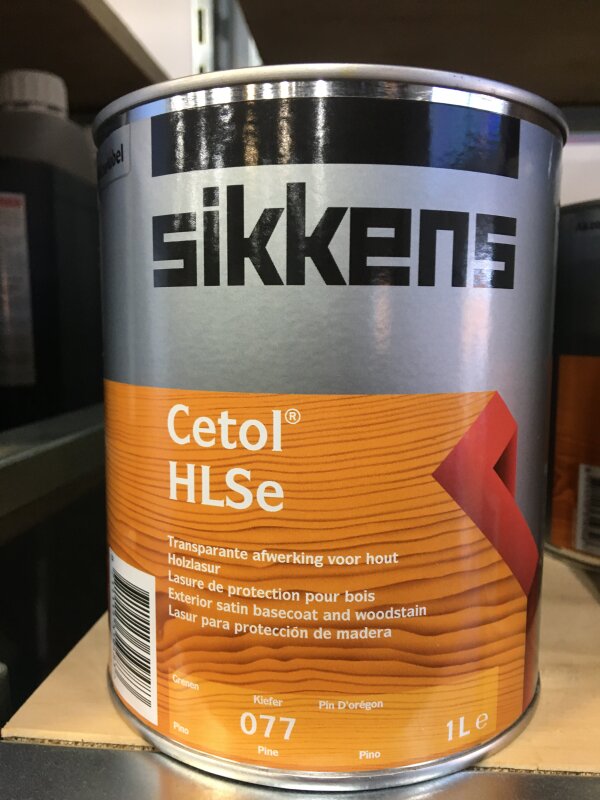 sikkens
Cetol®
HLSe
Transparante afwerking voor hout
Holzlasur
Lasure de protection pour bois
Exterior satin basecoat and woodstain
Lasur para protección de madera
Grenen
Kiefer
Pin D'orégon
077
1L e
Pino
Pine
Pino